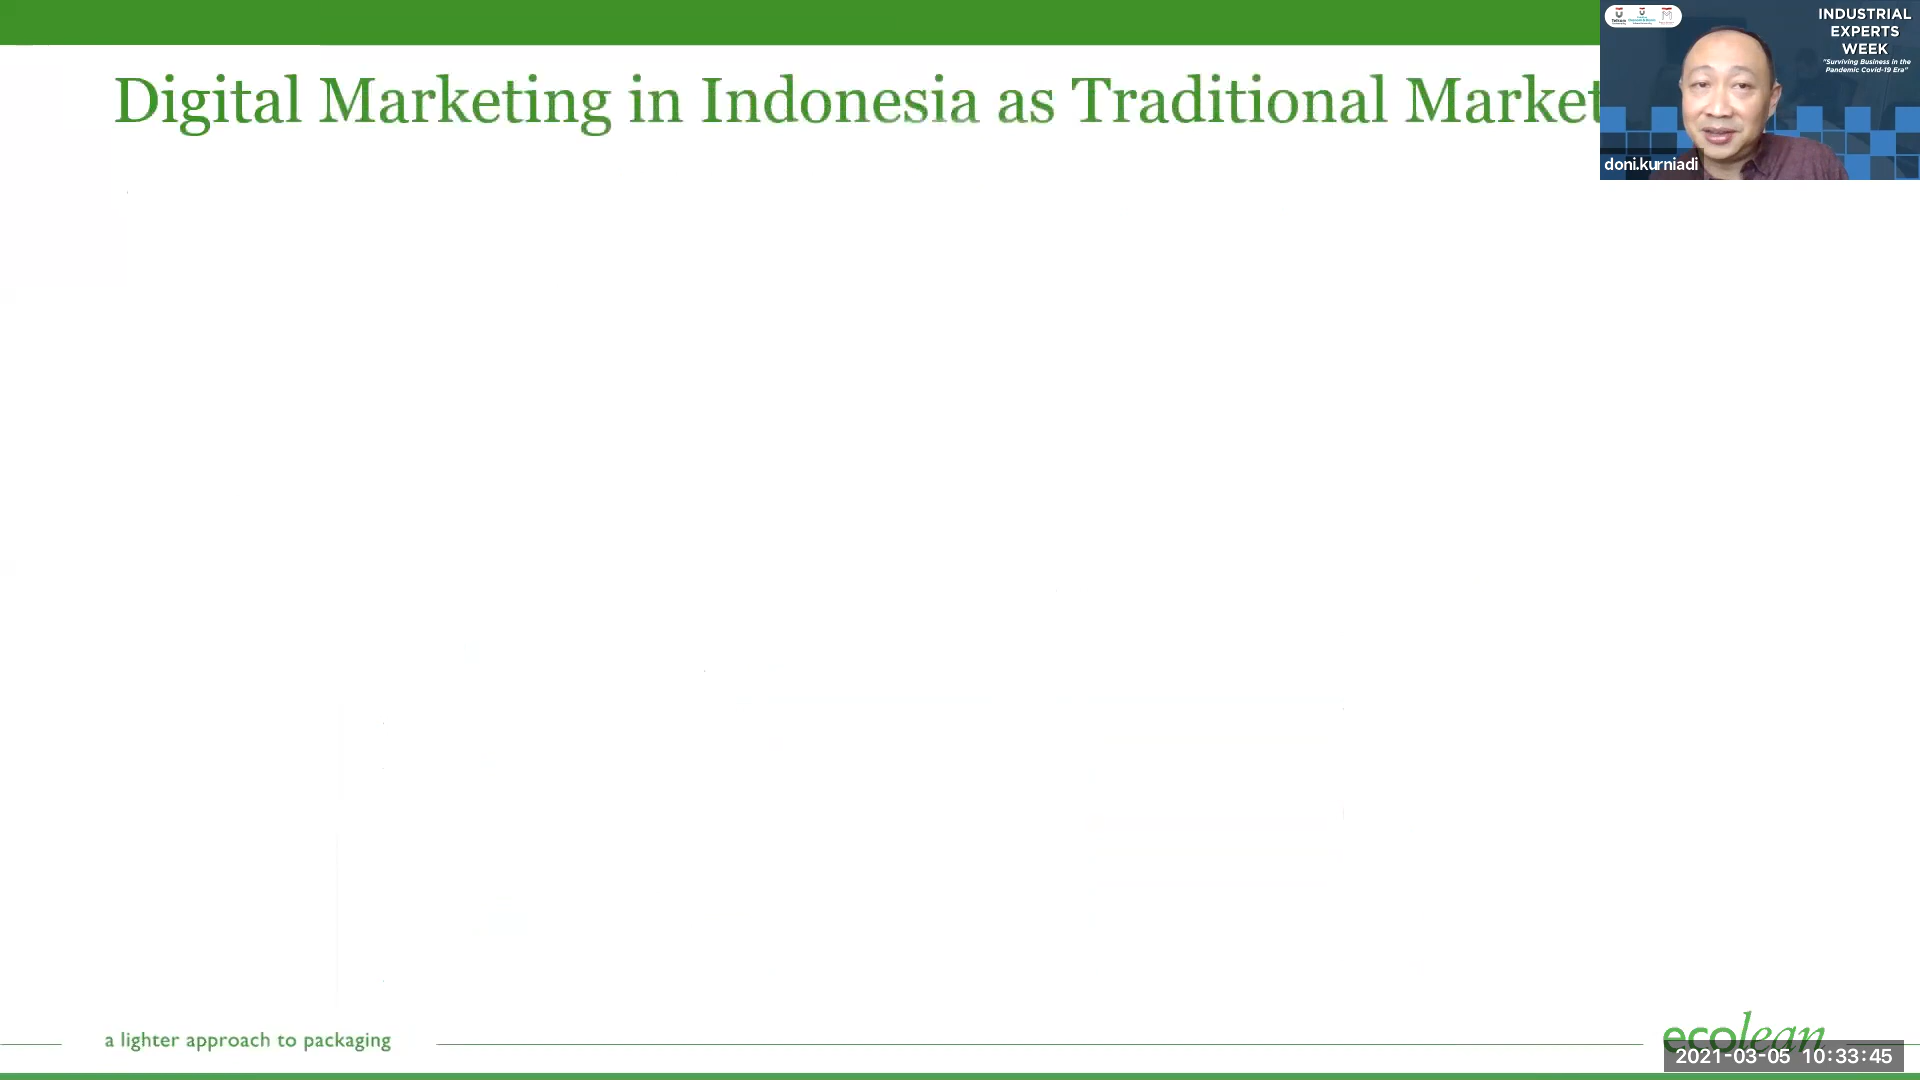 Digital Marketing in Indonesia as Traditional Market
INDUSTRIAL
EXPERTS
WEEK
"Surviving Business in the
Pandemic Covid-19 Era"
doni.kurniadi
a lighter approach to packaging
ecolean
2021-03-05 10:33:45